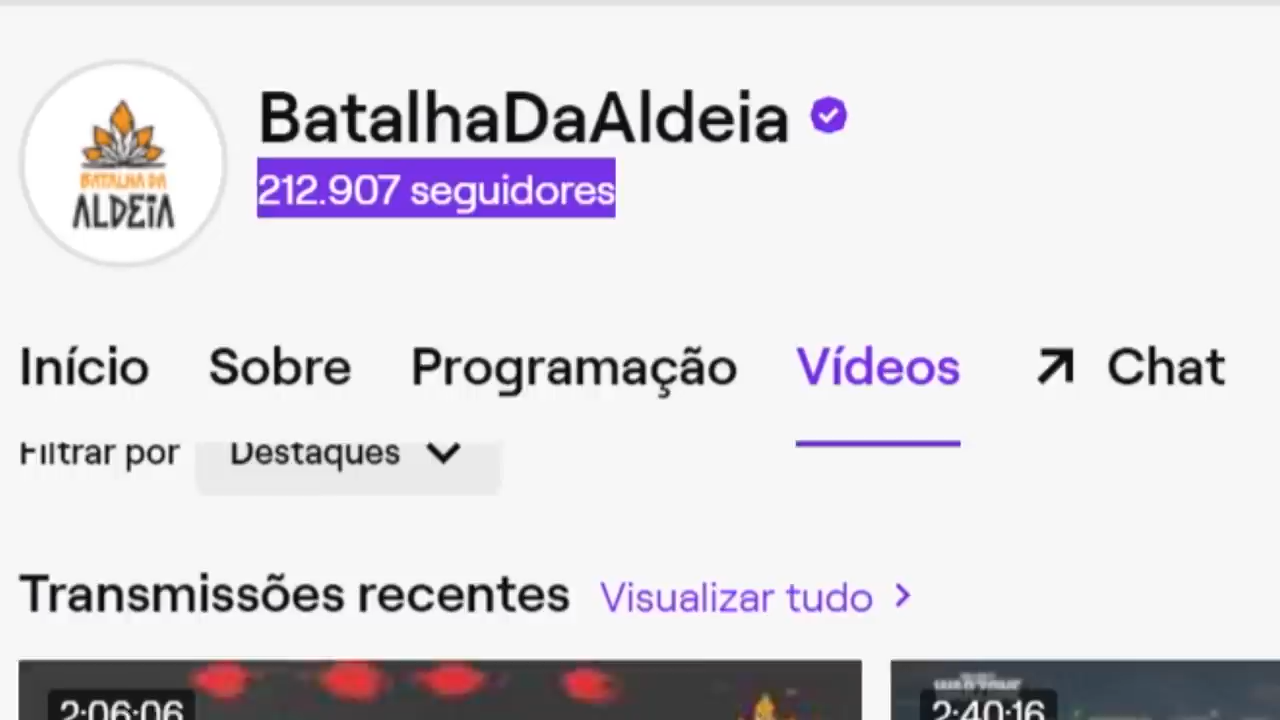 BatalhaDaAldeia
212.907 seguidores
BATALHA DA
ALDEIA
Início Sobre Programação Vídeos Chat
Filtrar por Destaques
Transmissões recentes Visualizar tudo
2:06:06 2:40:16